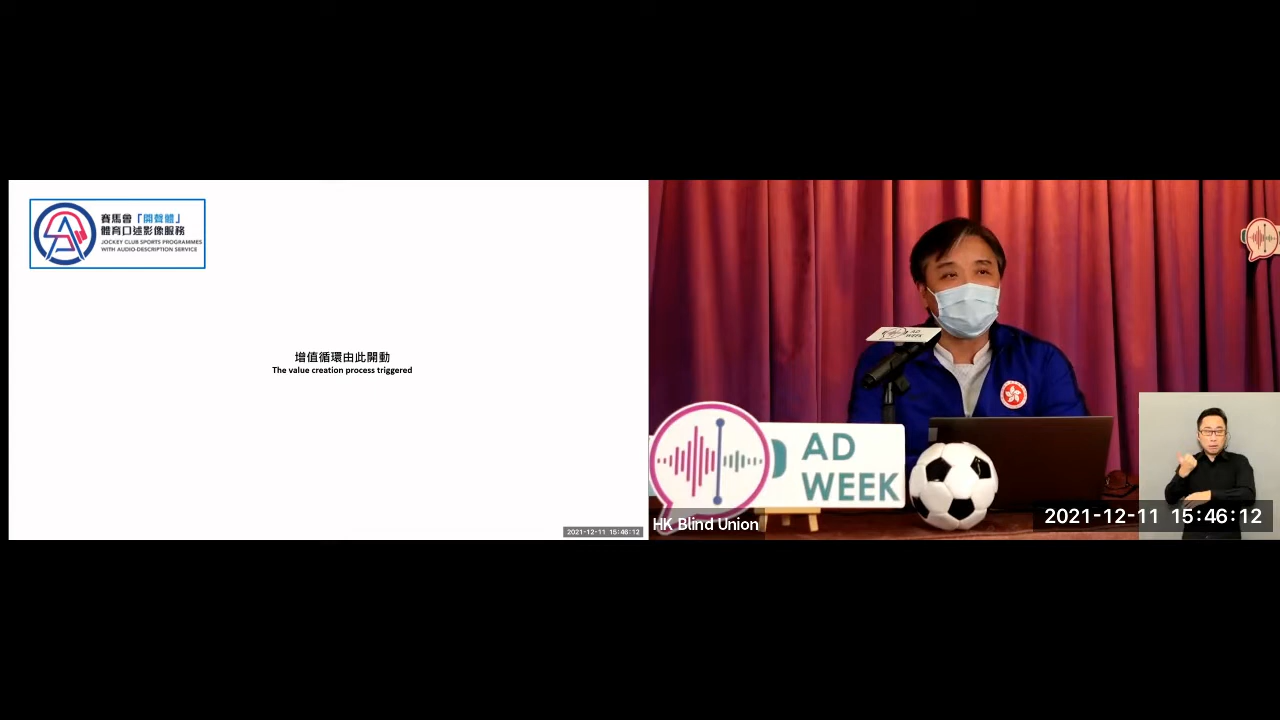 賽馬會「開聲體」
體育口述影像服務
JOCKEY CLUB SPORTS PROGRAMMES
WITH AUDIO-DESCRIPTION SERVICE
增值循環由此開動
The value creation process triggered
2021-12-11 15:46:12
AD
WEEK
AD
WEEK
HK Blind Union
2021-12-11 15:46:12